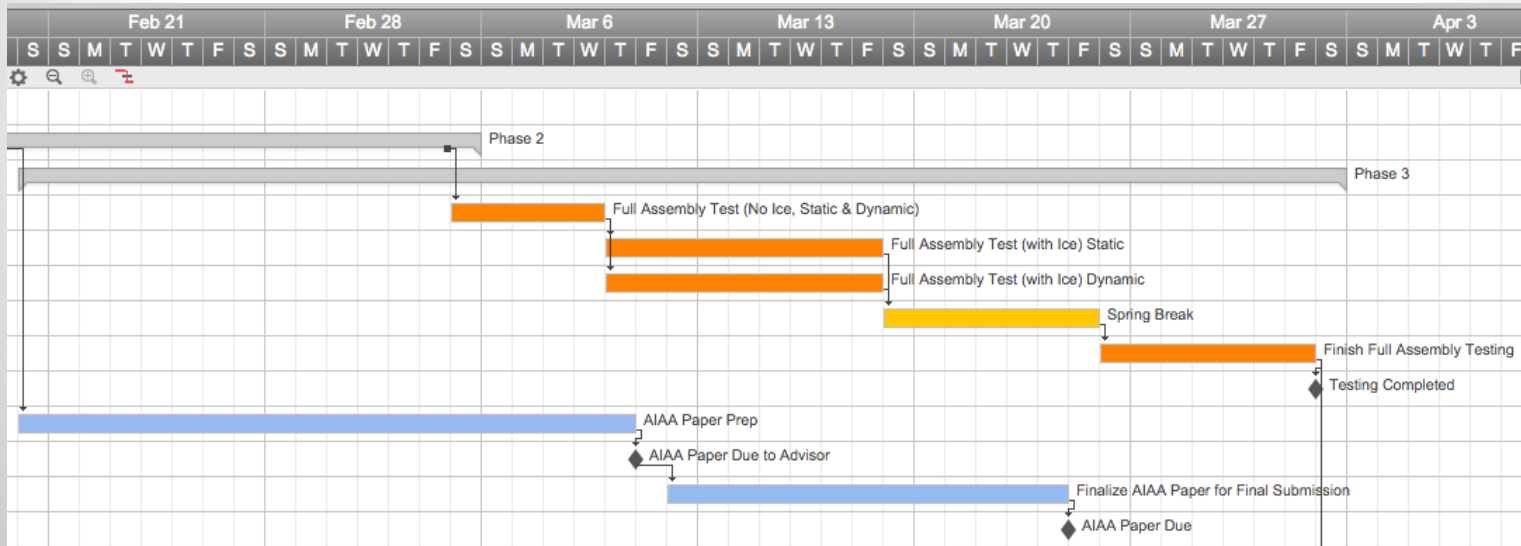 Feb 21 Feb 28 Mar 6 Mar 13 Mar 20 Mar 27 Apr 3
S S M T W T F S S M T W T F S S M T W T F S S M T W T F S S M T W T F S S M T W T F S S M T W T F
Phase 2
Phase 3
Full Assembly Test (No Ice, Static & Dynamic)
Full Assembly Test (with Ice) Static
Full Assembly Test (with Ice) Dynamic
Spring Break
Finish Full Assembly Testing
Testing Completed
AIAA Paper Prep
AIAA Paper Due to Advisor
Finalize AIAA Paper for Final Submission
AIAA Paper Due